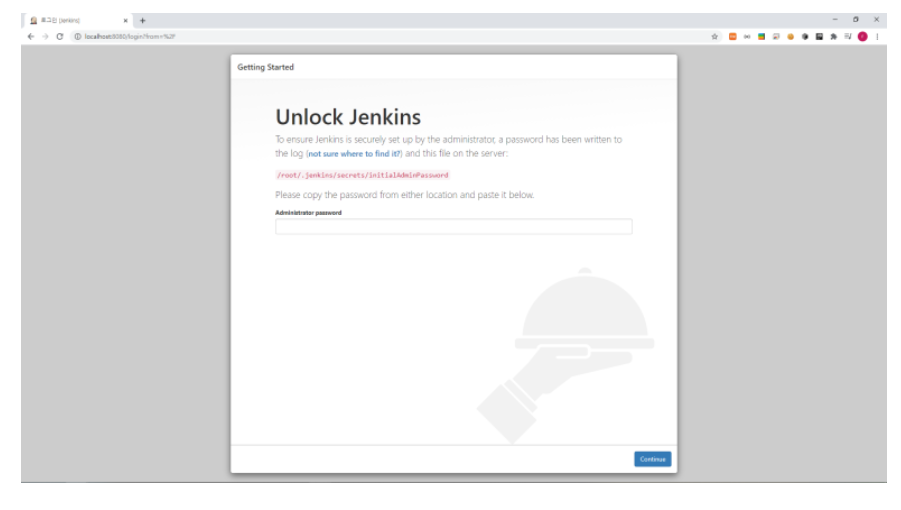 로그인 [Jenkins]
localhost:8080/login?from=%2F
Getting Started
Unlock Jenkins
To ensure Jenkins is securely set up by the administrator, a password has been written to
the log (not sure where to find it?) and this file on the server:
/root/.jenkins/secrets/initialAdminPassword
Please copy the password from either location and paste it below.
Administrator password
Continue